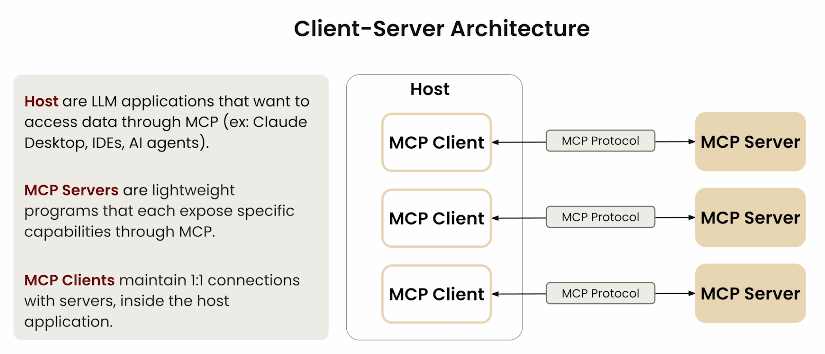 Client-Server Architecture
Host are LLM applications that want to
access data through MCP (ex: Claude
Desktop, IDEs, AI agents).
MCP Servers are lightweight
programs that each expose specific
capabilities through MCP.
MCP Clients maintain 1:1 connections
with servers, inside the host
application.
Host
MCP Client
MCP Protocol
MCP Server
MCP Client
MCP Protocol
MCP Server
MCP Client
MCP Protocol
MCP Server